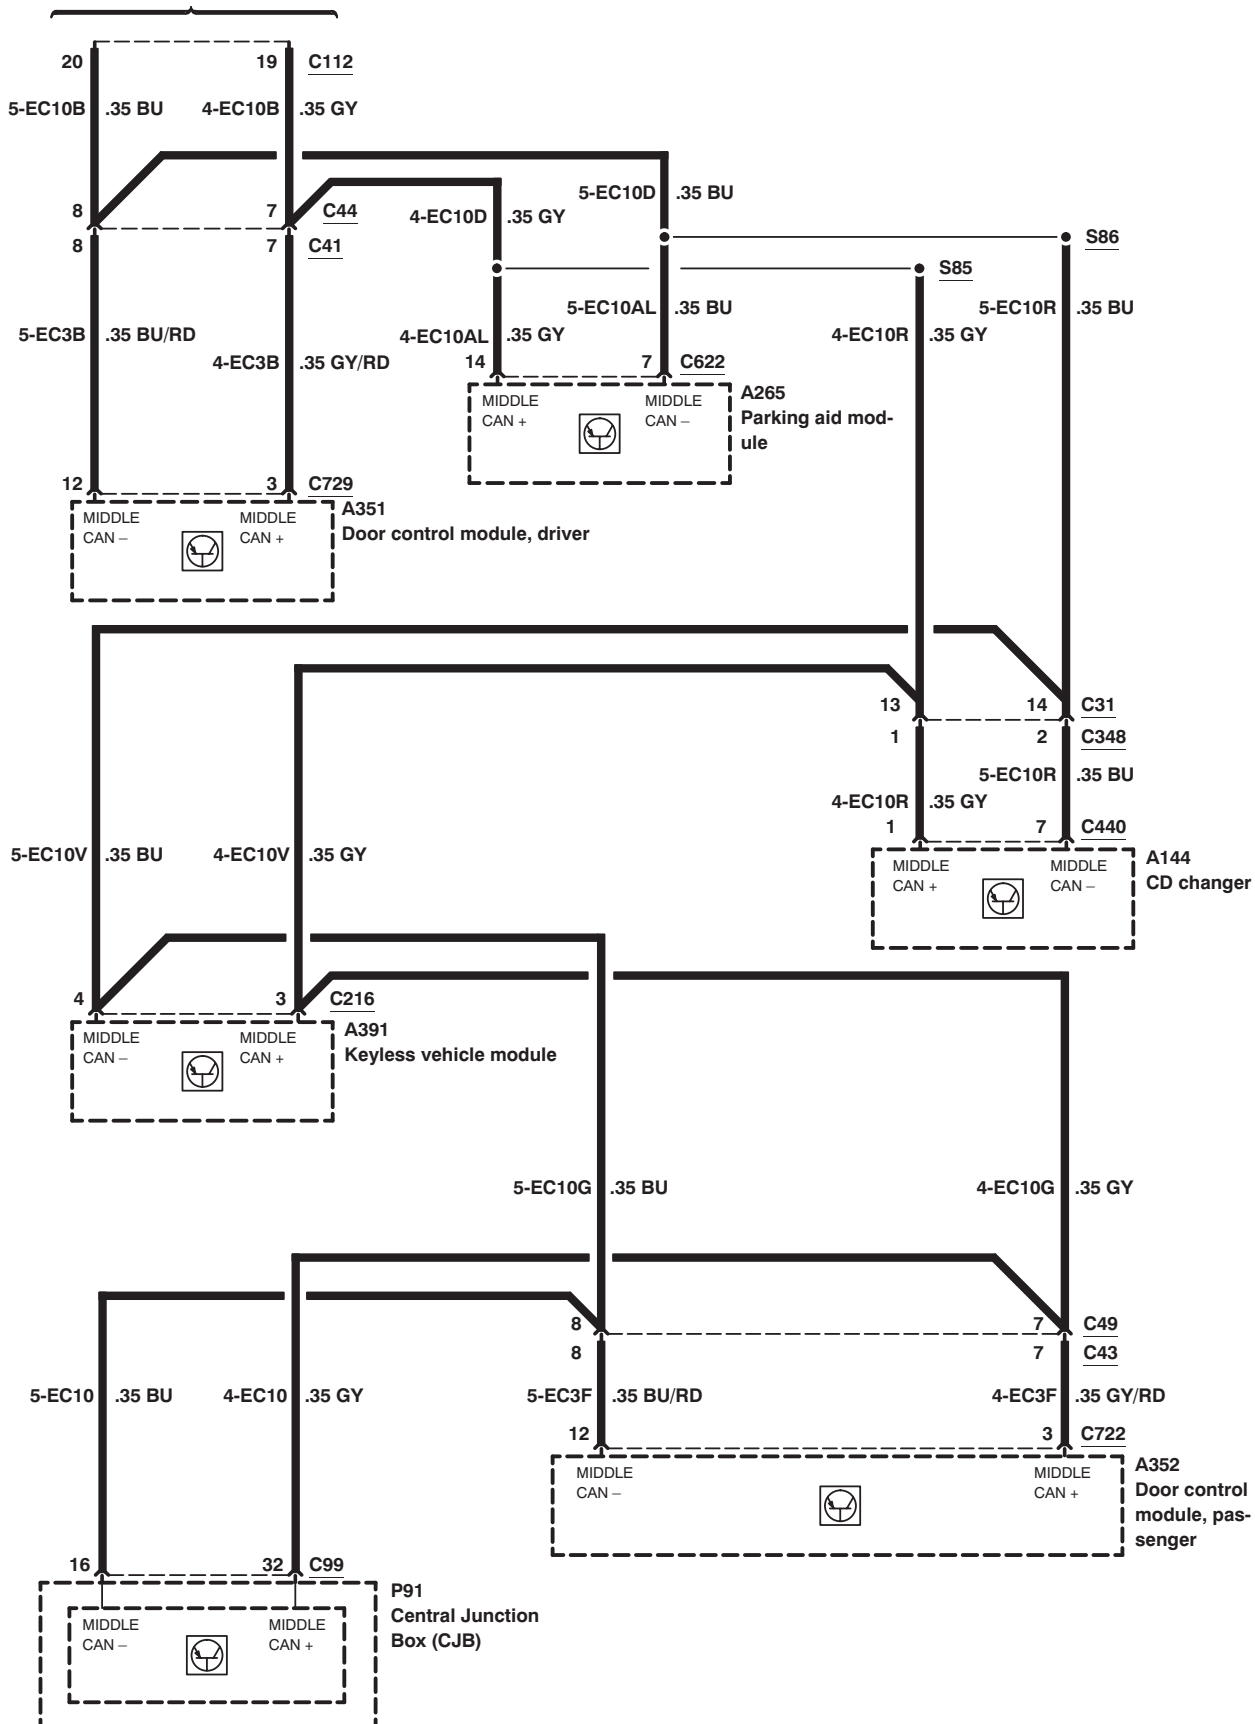 20 19 C112
5-EC10B .35 BU 4-EC10B .35 GY
5-EC10D .35 BU
8 7 C44 4-EC10D .35 GY
8 7 C41 S86
S85
5-EC10AL .35 BU 5-EC10R .35 BU
5-EC3B .35 BU/RD 4-EC10AL .35 GY 4-EC10R .35 GY
4-EC3B .35 GY/RD 14 7 C622
MIDDLE CAN + MIDDLE CAN – A265
Parking aid mod-
ule
12 3 C729
MIDDLE CAN – MIDDLE CAN + A351
Door control module, driver
13 14 C31
1 2 C348
5-EC10R .35 BU
4-EC10R .35 GY
1 7 C440
5-EC10V .35 BU 4-EC10V .35 GY
MIDDLE CAN + MIDDLE CAN – A144
CD changer
4 3 C216
MIDDLE CAN – MIDDLE CAN + A391
Keyless vehicle module
5-EC10G .35 BU 4-EC10G .35 GY
8 7 C49
8 7 C43
5-EC10 .35 BU 4-EC10 .35 GY 5-EC3F .35 BU/RD 4-EC3F .35 GY/RD
12 3 C722
MIDDLE CAN – MIDDLE CAN + A352
Door control
module, pas-
senger
16 32 C99
P91
Central Junction
Box (CJB)
MIDDLE CAN – MIDDLE CAN +